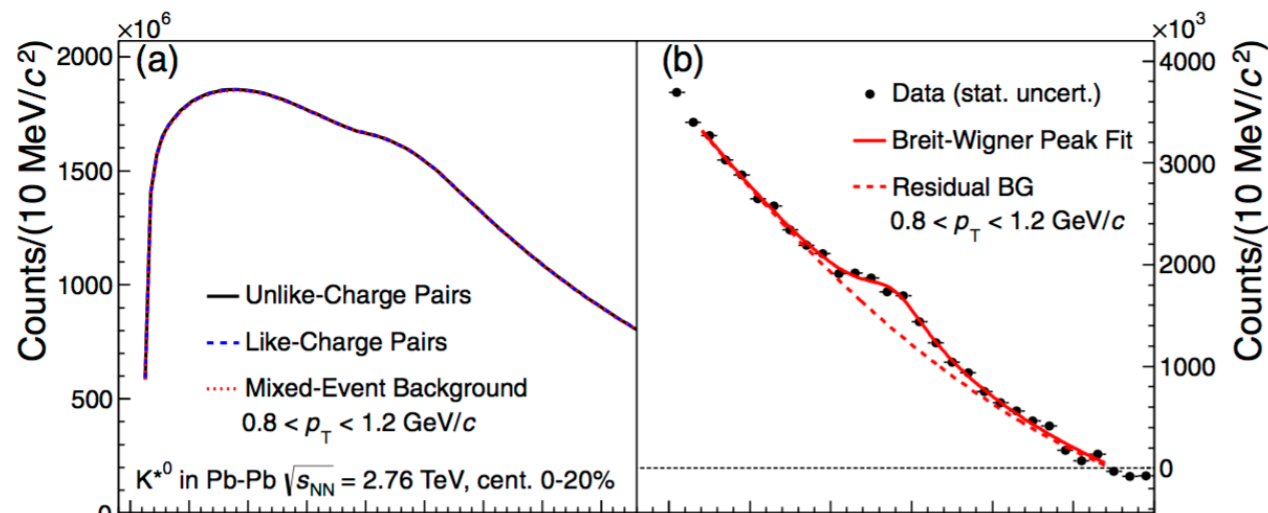 ×10⁶
2000
1500
1000
500
0
Counts/(10 MeV/c²)
(a)
Unlike-Charge Pairs
Like-Charge Pairs
Mixed-Event Background
0.8 < p_T < 1.2 GeV/c
K*⁰ in Pb-Pb √s_NN = 2.76 TeV, cent. 0-20%
(b)
Data (stat. uncert.)
Breit-Wigner Peak Fit
Residual BG
0.8 < p_T < 1.2 GeV/c
×10³
4000
3000
2000
1000
0
Counts/(10 MeV/c²)